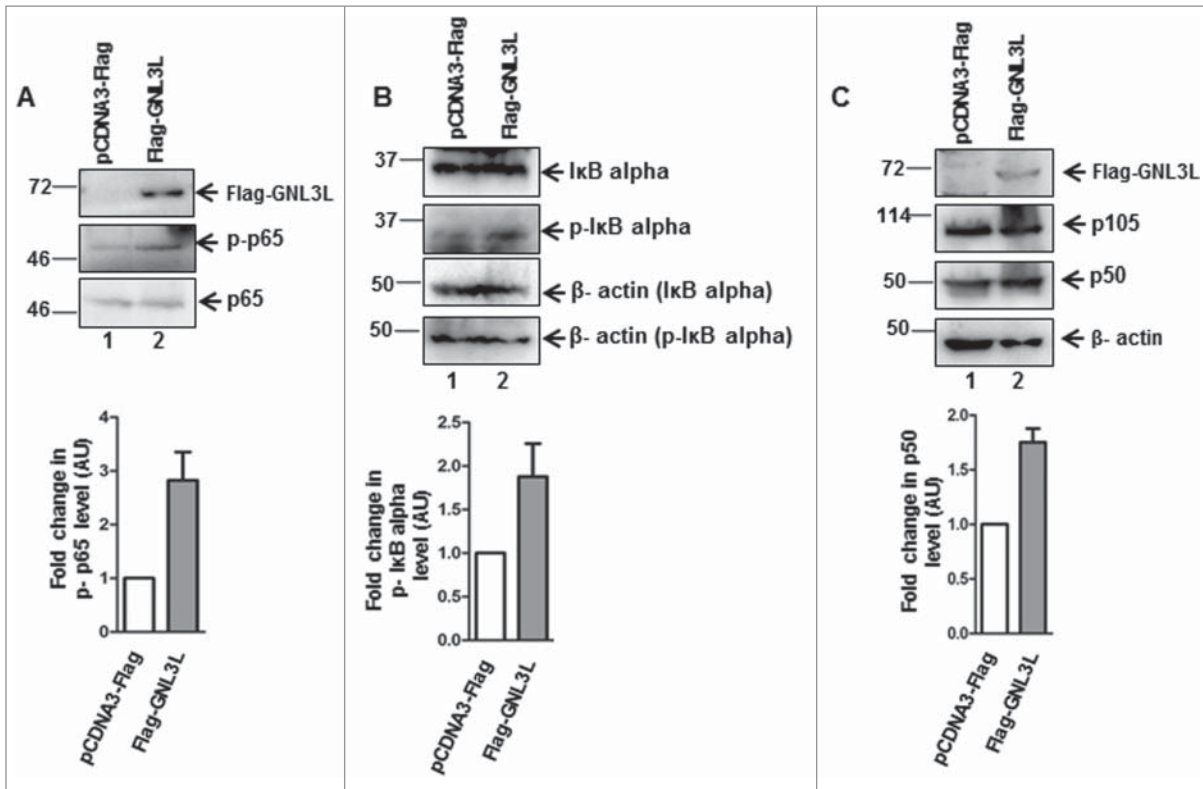 A
pCDNA3-Flag
Flag-GNL3L
72
Flag-GNL3L
p-p65
46
p65
46
1 2
Fold change in
p- p65 level (AU)
4
3
2
1
0
pCDNA3-Flag
Flag-GNL3L
B
pCDNA3-Flag
Flag-GNL3L
37
IκB alpha
37
p-IκB alpha
50
β- actin (IκB alpha)
50
β- actin (p-IκB alpha)
1 2
Fold change in
p- IκB alpha
level (AU)
2.5
2.0
1.5
1.0
0.5
0.0
pCDNA3-Flag
Flag-GNL3L
C
pCDNA3-Flag
Flag-GNL3L
72
Flag-GNL3L
114
p105
50
p50
50
β- actin
1 2
Fold change in p50
level (AU)
2.0
1.5
1.0
0.5
0.0
pCDNA3-Flag
Flag-GNL3L